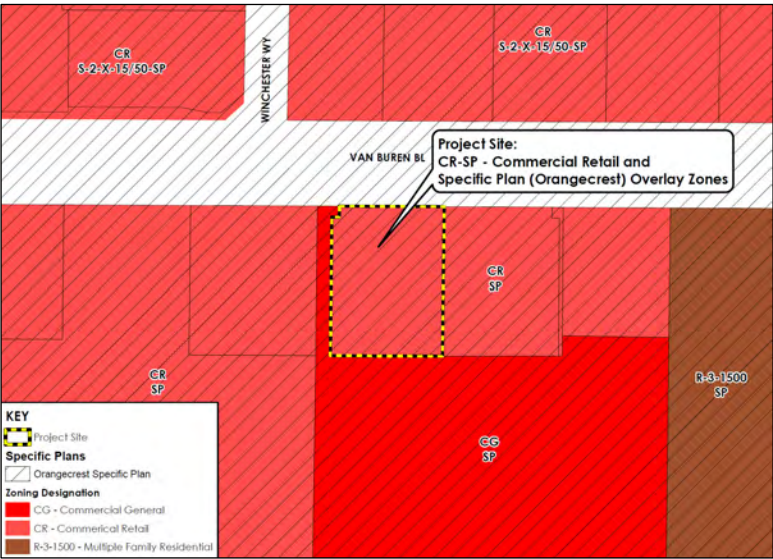 CR
S-2-X-15/50-SP
WINCHESTER WY
CR
S-2-X-15/50-SP
VAN BUREN BL
Project Site:
CR-SP - Commercial Retail and
Specific Plan (Orangecrest) Overlay Zones
CR
SP
CR
SP
R-3-1500
SP
CG
SP
KEY
Project Site
Specific Plans
Orangecrest Specific Plan
Zoning Designation
CG - Commercial General
CR - Commerical Retail
R-3-1500 - Multiple Family Residential